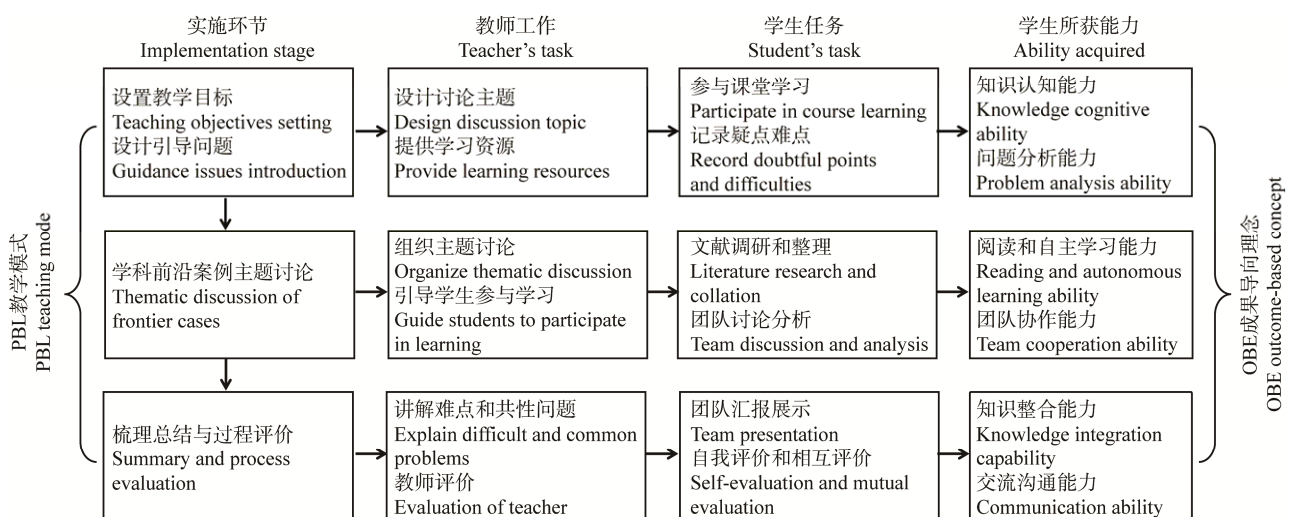 实施环节
Implementation stage
教师工作
Teacher's task
学生任务
Student's task
学生所获能力
Ability acquired
PBL教学模式
PBL teaching mode
设置教学目标
Teaching objectives setting
设计引导问题
Guidance issues introduction
设计讨论主题
Design discussion topic
提供学习资源
Provide learning resources
参与课堂学习
Participate in course learning
记录疑点难点
Record doubtful points
and difficulties
知识认知能力
Knowledge cognitive
ability
问题分析能力
Problem analysis ability
学科前沿案例主题讨论
Thematic discussion of
frontier cases
组织主题讨论
Organize thematic discussion
引导学生参与学习
Guide students to participate
in learning
文献调研和整理
Literature research and
collation
团队讨论分析
Team discussion and analysis
阅读和自主学习能力
Reading and autonomous
learning ability
团队协作能力
Team cooperation ability
梳理总结与过程评价
Summary and process
evaluation
讲解难点和共性问题
Explain difficult and common
problems
教师评价
Evaluation of teacher
团队汇报展示
Team presentation
自我评价和相互评价
Self-evaluation and mutual
evaluation
知识整合能力
Knowledge integration
capability
交流沟通能力
Communication ability
OBE成果导向理念
OBE outcome-based concept